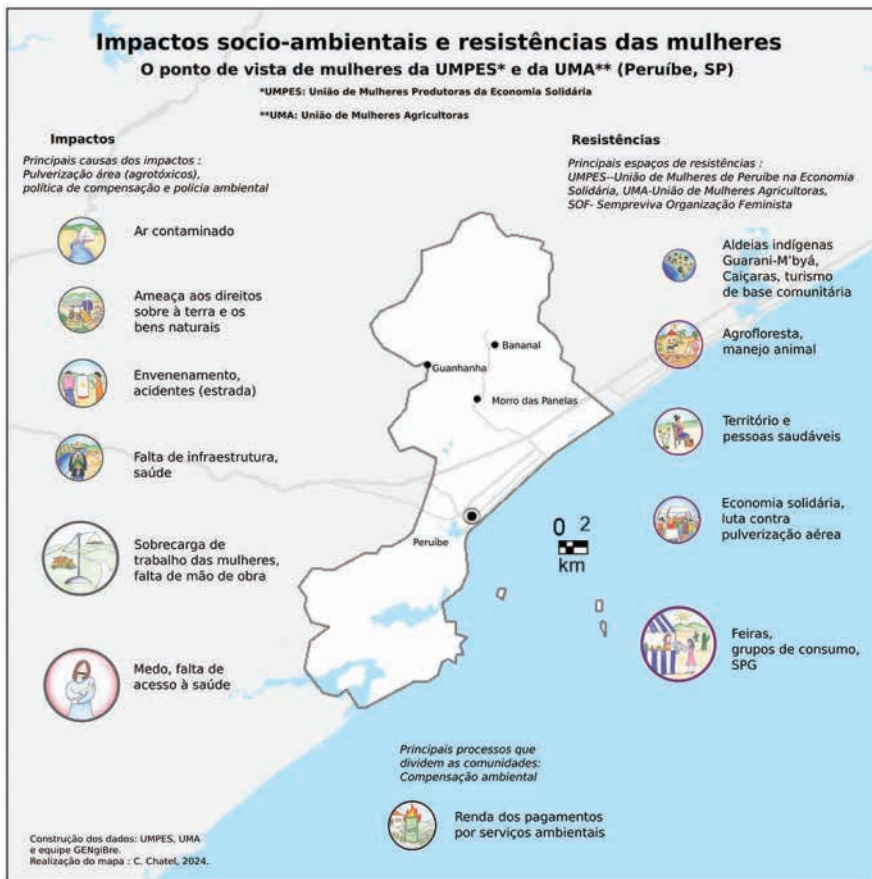 Impactos socio-ambientais e resistências das mulheres
O ponto de vista de mulheres da UMPES* e da UMA** (Peruíbe, SP)
*UMPES: União de Mulheres Produtoras da Economia Solidária
**UMA: União de Mulheres Agricultoras
Impactos
Principais causas dos impactos :
Pulverização área (agrotóxicos),
política de compensação e polícia ambiental
Ar contaminado
Ameaça aos direitos
sobre à terra e os
bens naturais
Envenenamento,
acidentes (estrada)
Falta de infraestrutura,
saúde
Sobrecarga de
trabalho das mulheres,
falta de mão de obra
Medo, falta de
acesso à saúde
Resistências
Principais espaços de resistências :
UMPES--União de Mulheres de Peruíbe na Economia
Solidária, UMA-União de Mulheres Agricultoras,
SOF- Sempreviva Organização Feminista
Aldeias indígenas
Guarani-M'byá,
Caiçaras, turismo
de base comunitária
Agrofloresta,
manejo animal
Território e
pessoas saudáveis
Economia solidária,
luta contra
pulverização aérea
Feiras,
grupos de consumo,
SPG
Bananal
Guanhanha
Morro das Panelas
Peruíbe
0 2
km
Principais processos que
dividem as comunidades:
Compensação ambiental
Renda dos pagamentos
por serviços ambientais
Construção dos dados: UMPES, UMA
e equipe GENgiBre.
Realização do mapa : C. Chatel, 2024.